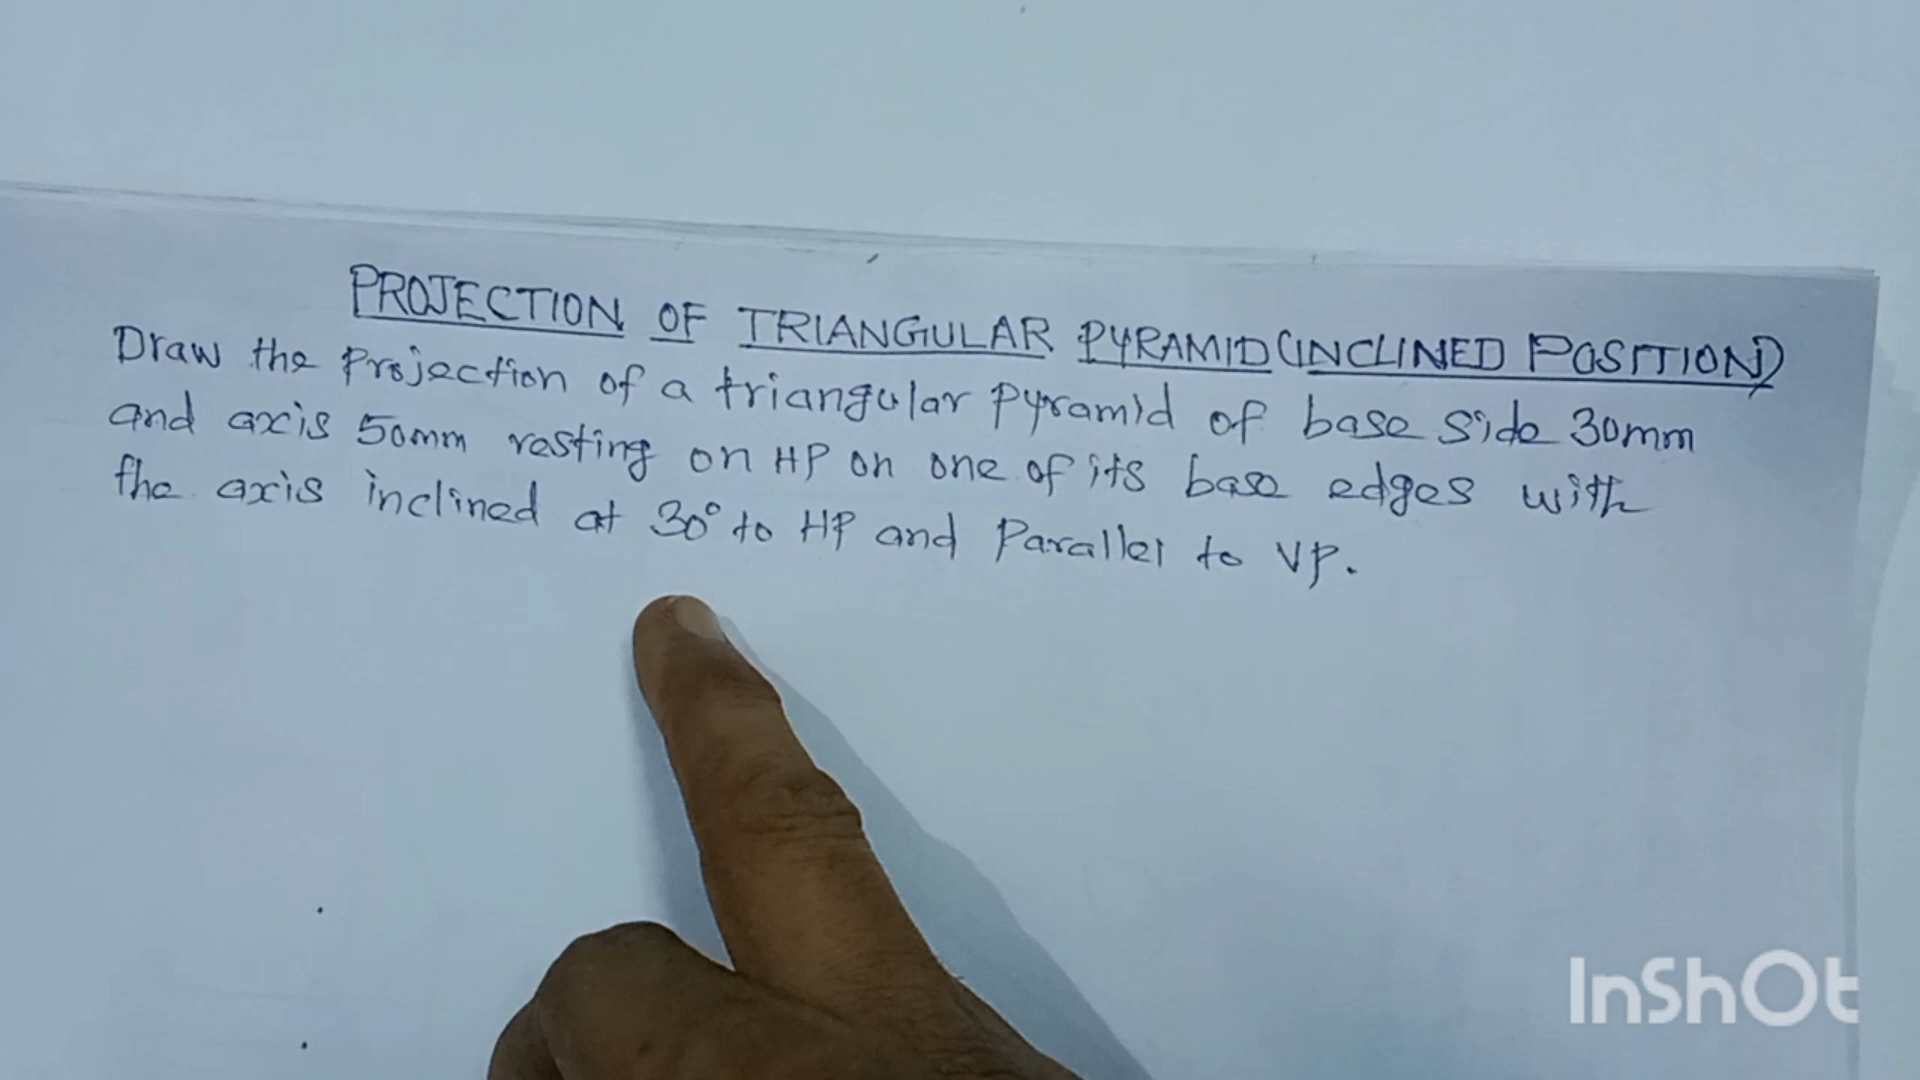 PROJECTION OF TRIANGULAR PYRAMID (INCLINED POSITION)
Draw the projection of a triangular pyramid of base side 30mm
and axis 50mm resting on HP on one of its base edges with
the axis inclined at 30° to HP and Parallel to VP.
InShOt